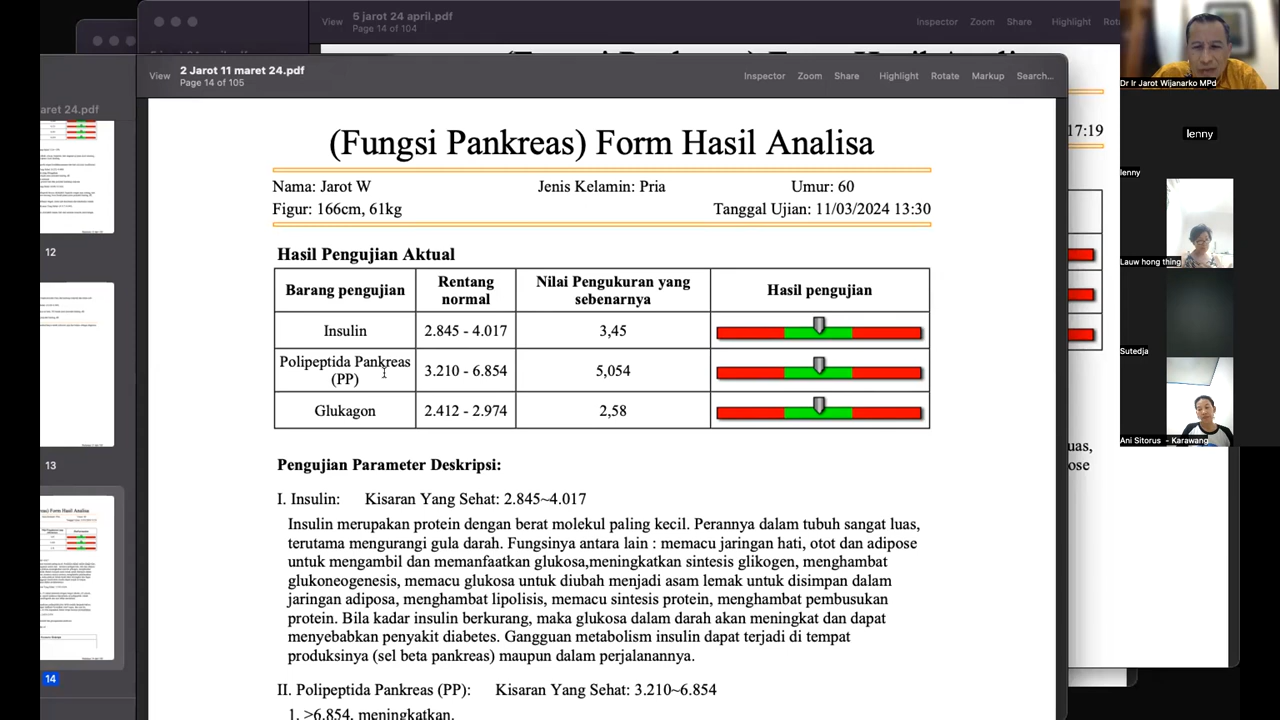 View
5 jarot 24 april.pdf
Page 14 of 104
Inspector
Zoom
Share
Highlight
View
2 Jarot 11 maret 24.pdf
Page 14 of 105
Inspector
Zoom
Share
Highlight
Rotate
Markup
Search...
aret 24.pdf
12
13
14
(Fungsi Pankreas) Form Hasil Analisa
Nama: Jarot W Jenis Kelamin: Pria Umur: 60
Figur: 166cm, 61kg Tanggal Ujian: 11/03/2024 13:30
Hasil Pengujian Aktual
Barang pengujian Rentang normal Nilai Pengukuran yang sebenarnya Hasil pengujian
Insulin 2.845 - 4.017 3,45
Polipeptida Pankreas (PP) 3.210 - 6.854 5,054
Glukagon 2.412 - 2.974 2,58
Pengujian Parameter Deskripsi:
I. Insulin: Kisaran Yang Sehat: 2.845~4.017
Insulin merupakan protein dengan berat molekul paling kecil. Perannya dalam tubuh sangat luas,
terutama mengurangi gula darah. Fungsinya antara lain : memacu jaringan hati, otot dan adipose
glukosa, meningkatkan sintesis glikogen, menghambat
glukoneogenesis, memacu glukosa untuk dirubah menjadi asam lemak untuk disimpan dalam
jaringan adiposa, memacu sintesis protein, menghambat pembusukan
protein. Bila kadar insulin berkurang, maka glukosa dalam darah akan meningkat dan dapat
menyebabkan penyakit diabetes. Gangguan metabolism insulin dapat terjadi di tempat
produksinya (sel beta pankreas) maupun dalam perjalanannya.
II. Polipeptida Pankreas (PP): Kisaran Yang Sehat: 3.210~6.854
1. >6.854, meningkatkan.
17:19
uas,
ose
Dr Ir Jarot Wijanarko MPd
lenny
lenny
Lauw hong thing
Sutedja
Ani Sitorus - Karawang